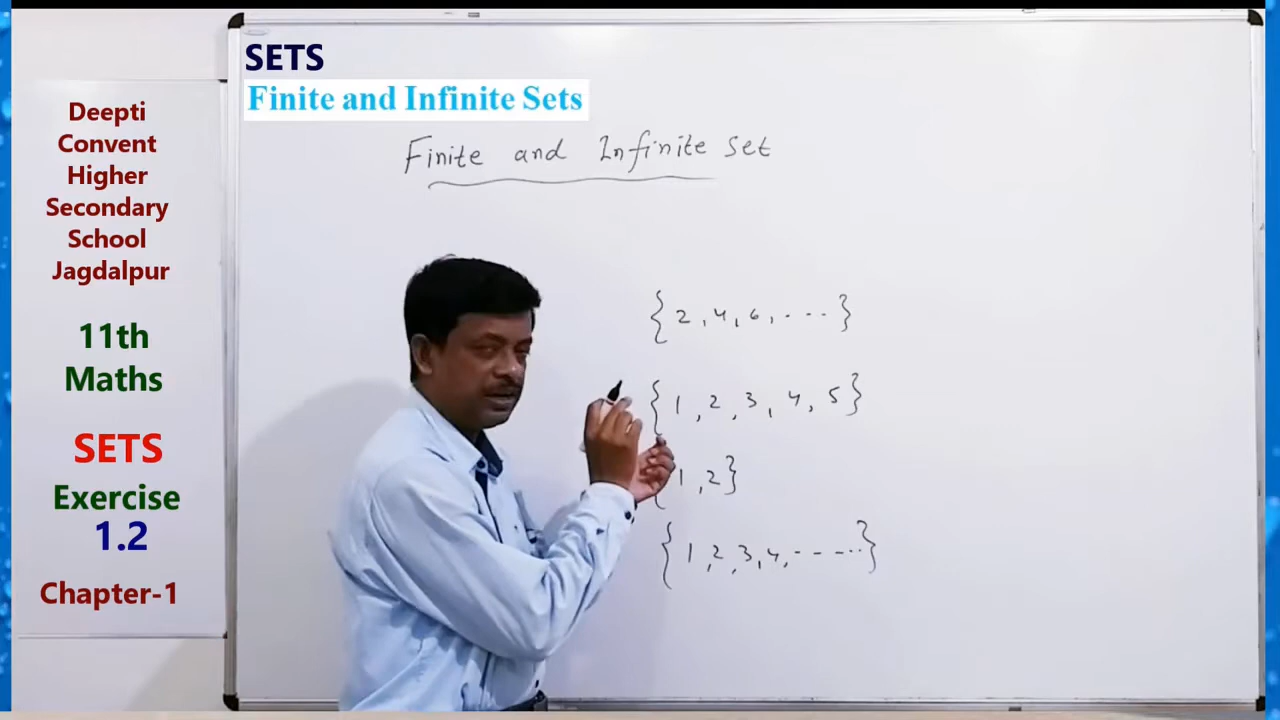 SETS
Finite and Infinite Sets
Finite and Infinite set
{2, 4, 6, - - - -}
{1, 2, 3, 4, 5}
{1, 2}
{1, 2, 3, 4, - - - - - -}
Deepti
Convent
Higher
Secondary
School
Jagdalpur
11th
Maths
SETS
Exercise
1.2
Chapter-1